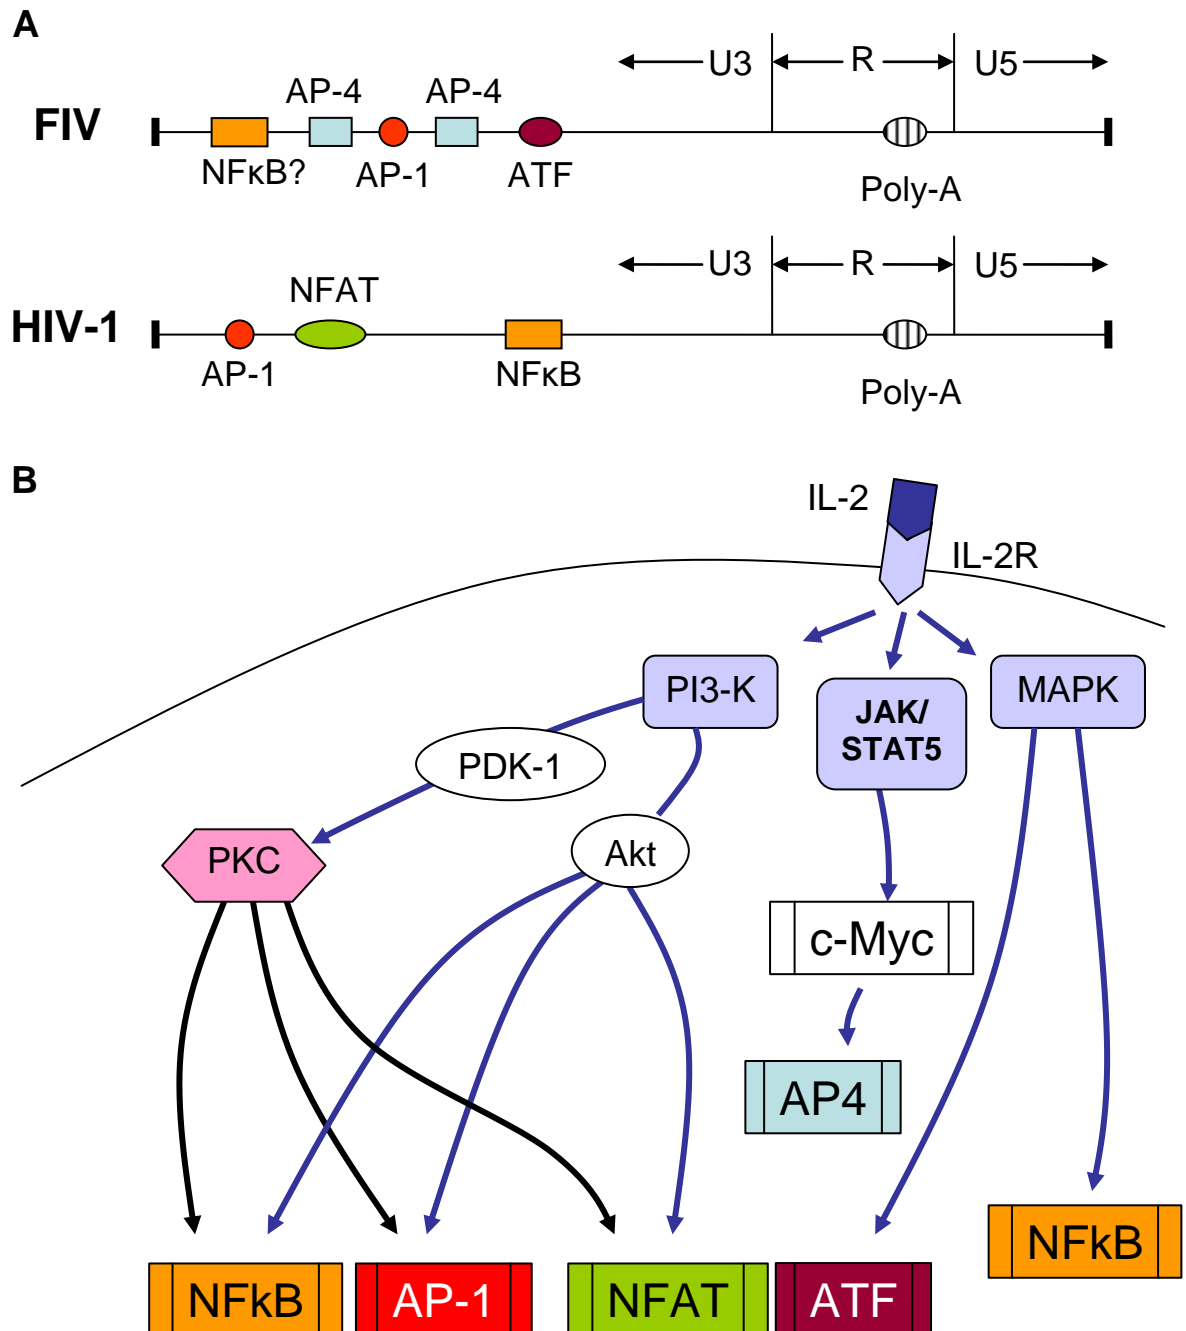 A
U3
R
U5
AP-4
AP-4
FIV
NFκB?
AP-1
ATF
Poly-A
U3
R
U5
NFAT
HIV-1
AP-1
NFκB
Poly-A
B
IL-2
IL-2R
PI3-K
MAPK
JAK/
STAT5
PDK-1
PKC
Akt
c-Myc
AP4
NFkB
NFkB
AP-1
NFAT
ATF